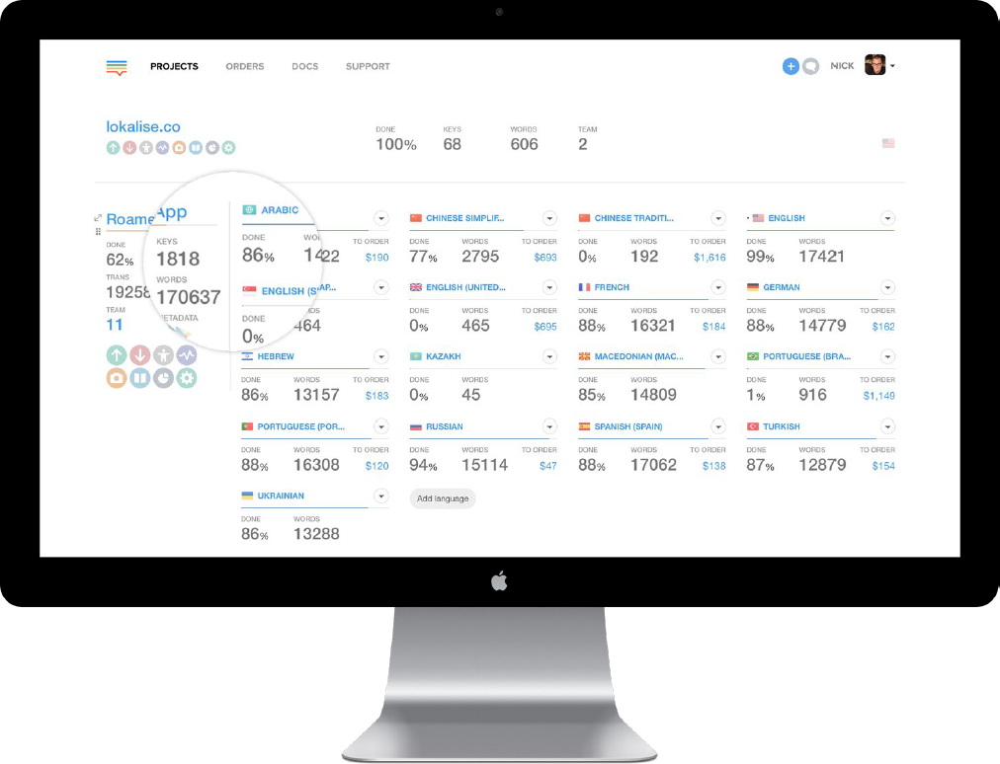 PROJECTS ORDERS DOCS SUPPORT NICK
lokalise.co
DONE KEYS WORDS TEAM
100% 68 606 2
App
DONE
62%
TRANS
19258
TEAM
11
KEYS
1818
WORDS
170637
ARABIC
DONE TO ORDER
86% $190
CHINESE SIMPLIF...
DONE WORDS TO ORDER
77% 2795 $693
CHINESE TRADITI...
DONE WORDS TO ORDER
0% 192 $1,616
ENGLISH
DONE WORDS
99% 17421
ENGLISH
DONE
0%
ENGLISH (UNITED...
DONE WORDS TO ORDER
0% 465 $695
FRENCH
DONE WORDS TO ORDER
88% 16321 $184
GERMAN
DONE WORDS TO ORDER
88% 14779 $162
HEBREW
DONE WORDS TO ORDER
86% 13157 $183
KAZAKH
DONE WORDS
0% 45
MACEDONIAN (MAC...
DONE WORDS
85% 14809
PORTUGUESE (BRA...
DONE WORDS TO ORDER
1% 916 $1,149
PORTUGUESE (POR...
DONE WORDS TO ORDER
88% 16308 $120
RUSSIAN
DONE WORDS TO ORDER
94% 15114 $47
SPANISH (SPAIN)
DONE WORDS TO ORDER
88% 17062 $138
TURKISH
DONE WORDS TO ORDER
87% 12879 $154
UKRAINIAN
DONE WORDS
86% 13288
Add language